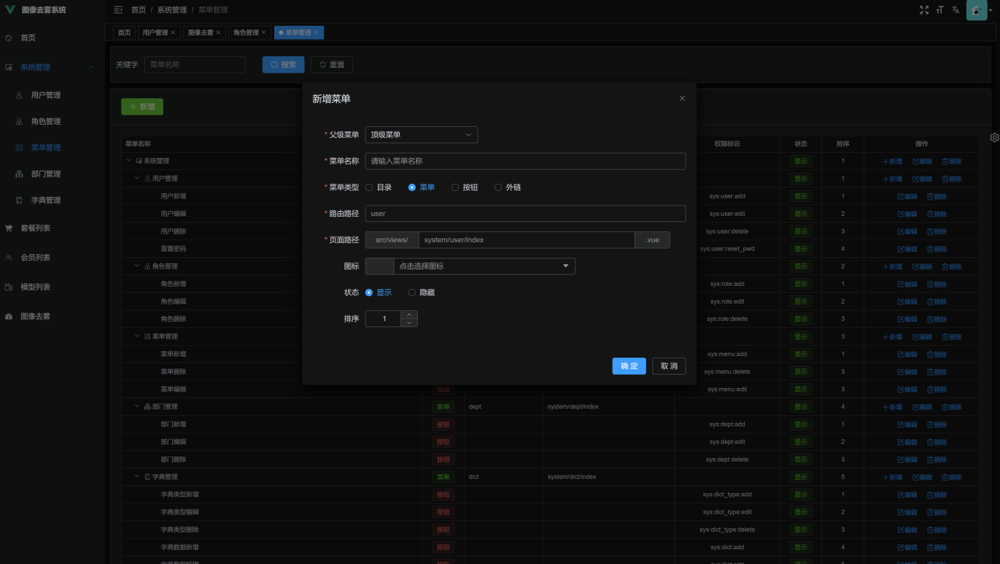 图像去雾系统
首页 / 系统管理 / 菜单管理
首页
用户管理 ×
图像去雾 ×
角色管理 ×
菜单管理 ×
首页
系统管理
用户管理
角色管理
菜单管理
部门管理
字典管理
套餐列表
会员列表
模型列表
图像去雾
关键字 菜单名称 搜索 重置
+ 新增
新增菜单
* 父级菜单 顶级菜单
* 菜单名称 请输入菜单名称
* 菜单类型 目录 菜单 按钮 外链
* 路由路径 user
* 页面路径 src/views/ system/user/index .vue
图标 点击选择图标
状态 显示 隐藏
排序 1
确定 取消
菜单名称 权限标识 状态 排序 操作
系统管理 显示 1 +新增 编辑 删除
用户管理 显示 1 +新增 编辑 删除
用户新增 sys:user:add 显示 1 编辑 删除
用户编辑 sys:user:edit 显示 2 编辑 删除
用户删除 sys:user:delete 显示 3 编辑 删除
重置密码 sys:user:reset_pwd 显示 4 编辑 删除
角色管理 显示 2 +新增 编辑 删除
角色新增 sys:role:add 显示 1 编辑 删除
角色编辑 sys:role:edit 显示 2 编辑 删除
角色删除 sys:role:delete 显示 3 编辑 删除
菜单管理 显示 3 +新增 编辑 删除
菜单新增 sys:menu:add 显示 1 编辑 删除
菜单删除 sys:menu:delete 显示 3 编辑 删除
菜单编辑 按钮 sys:menu:edit 显示 3 编辑 删除
部门管理 菜单 dept system/dept/index 显示 4 +新增 编辑 删除
部门新增 按钮 sys:dept:add 显示 1 编辑 删除
部门编辑 按钮 sys:dept:edit 显示 2 编辑 删除
部门删除 按钮 sys:dept:delete 显示 3 编辑 删除
字典管理 菜单 dict system/dict/index 显示 5 +新增 编辑 删除
字典类型新增 按钮 sys:dict_type:add 显示 1 编辑 删除
字典类型编辑 按钮 sys:dict_type:edit 显示 2 编辑 删除
字典类型删除 按钮 sys:dict_type:delete 显示 3 编辑 删除
字典数据新增 按钮 sys:dict:add 显示 4 编辑 删除